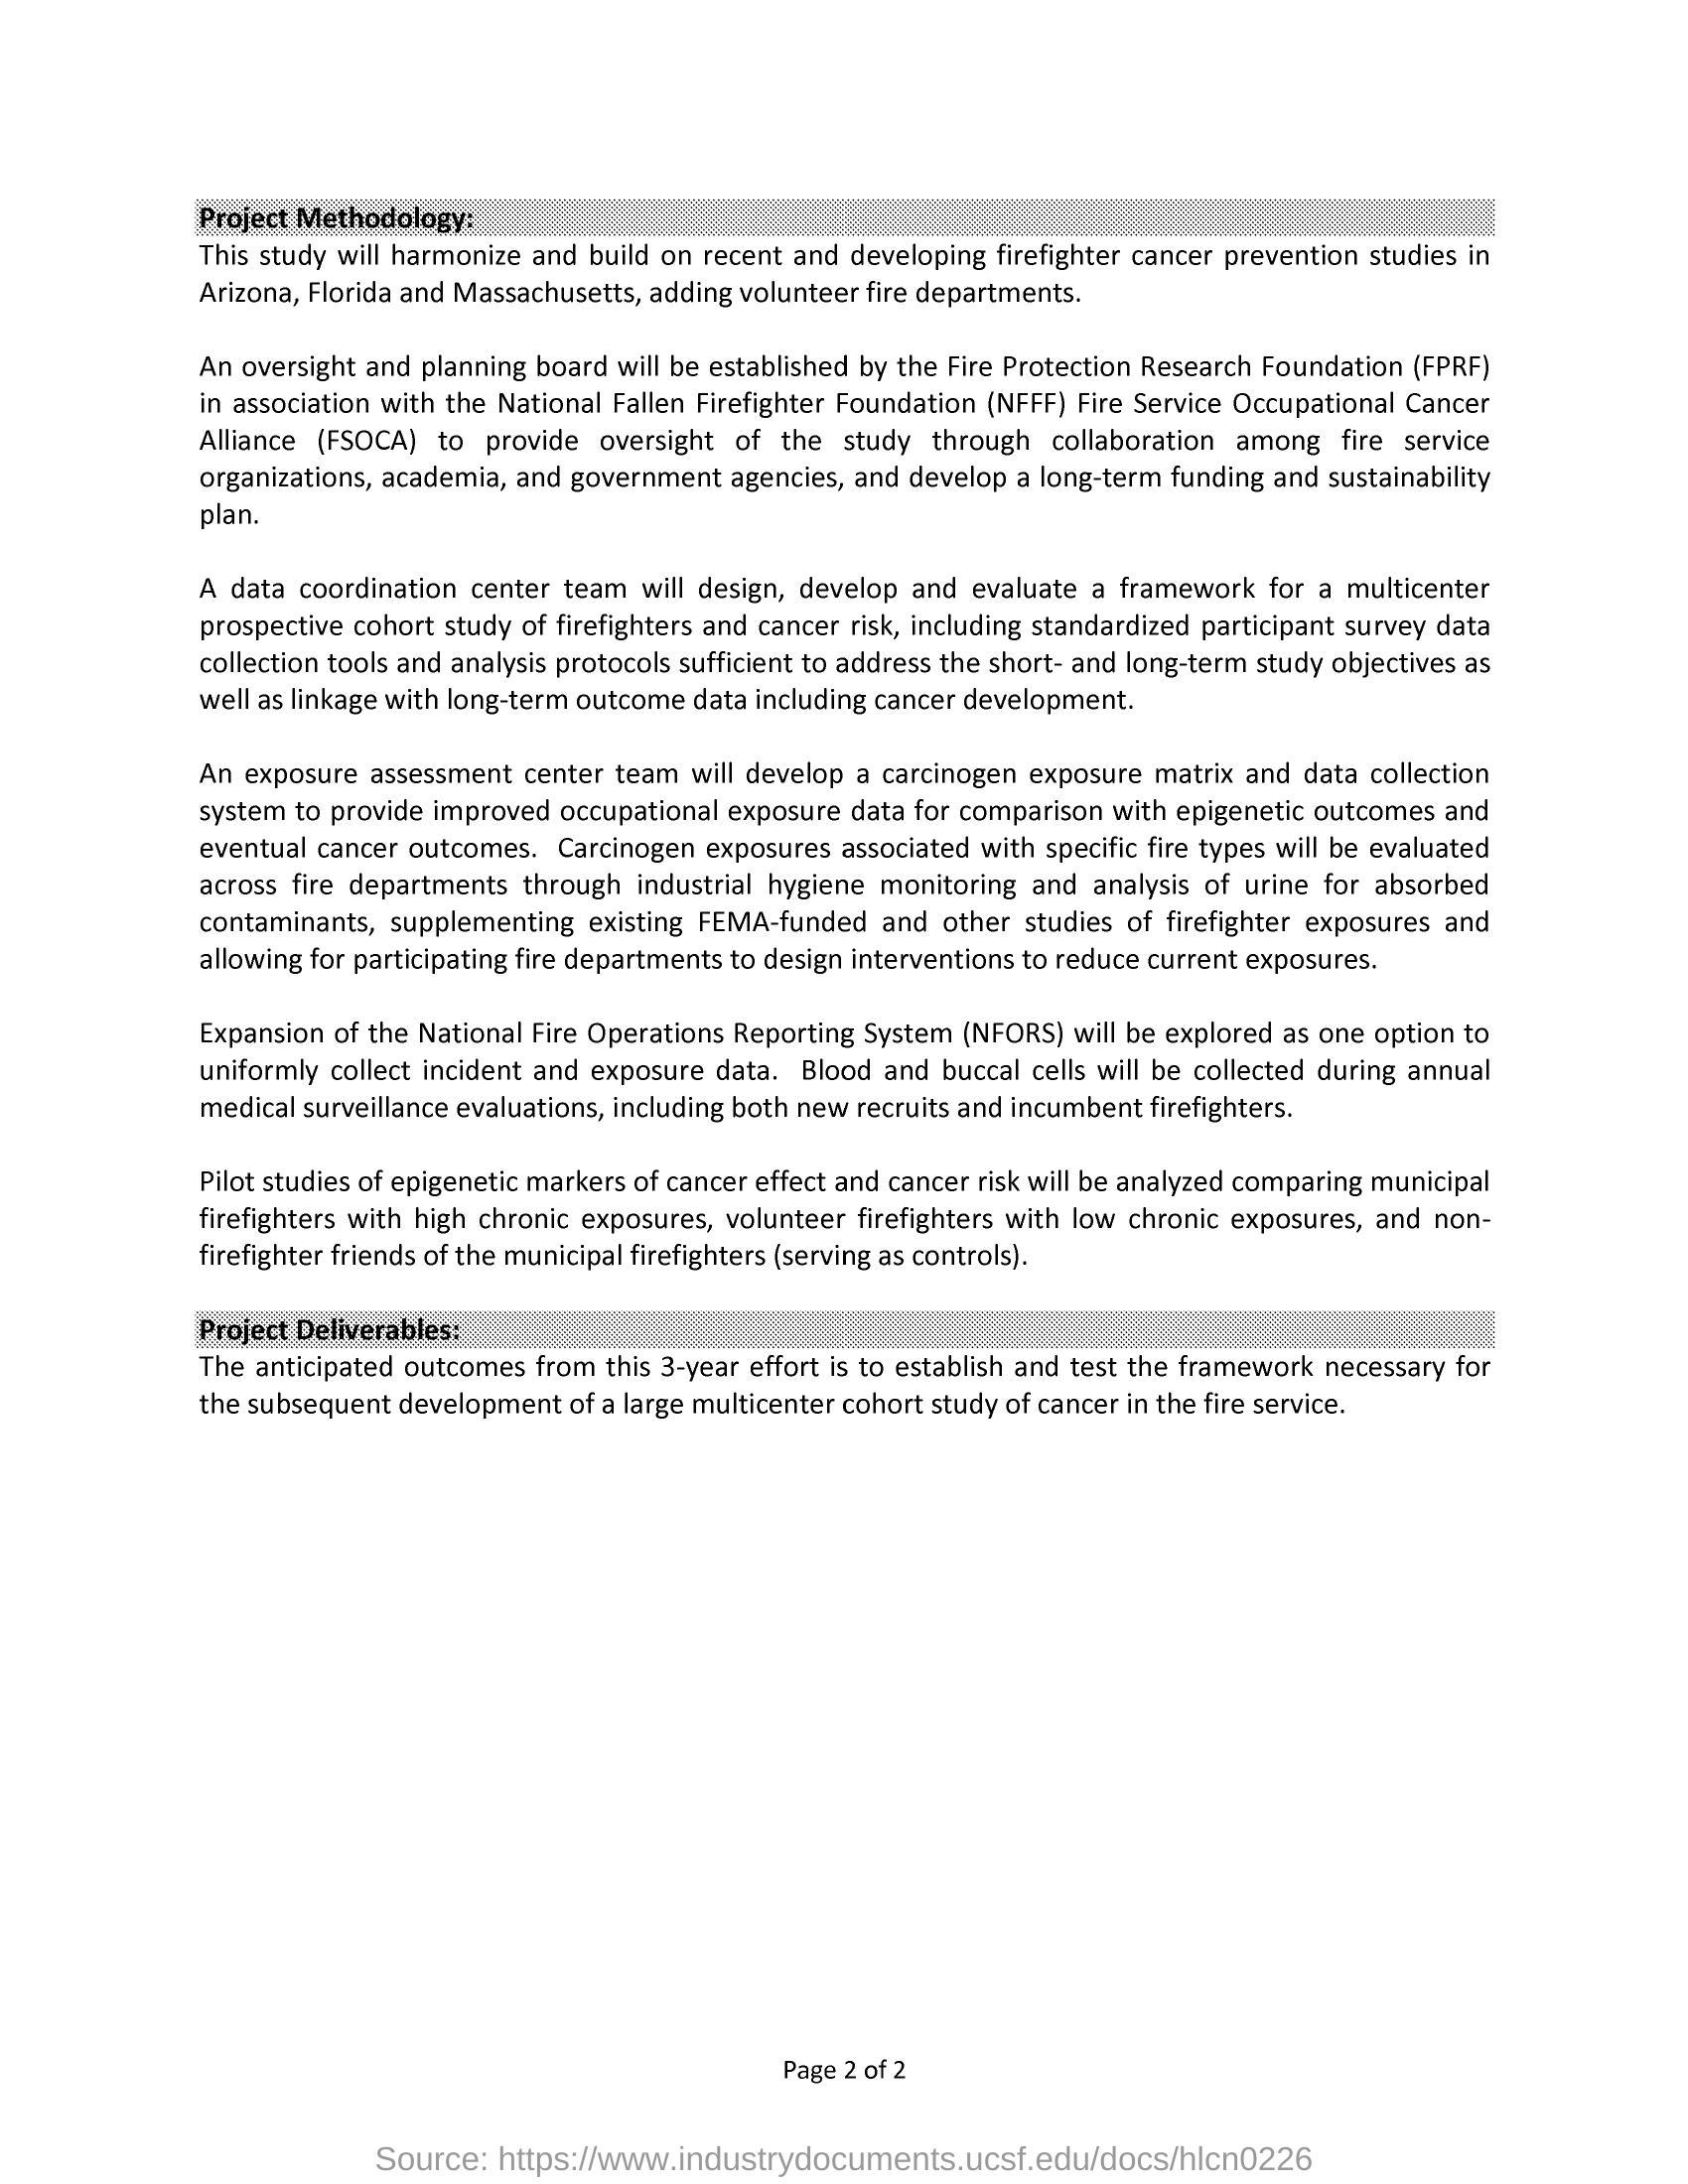 Project Methodology:
This study will harmonize and build on recent and developing firefighter cancer prevention studies in
Arizona, Florida and Massachusetts, adding volunteer fire departments.
An oversight and planning board will be established by the Fire Protection Research Foundation (FPRF)
in association with the National Fallen Firefighter Foundation (NFFF) Fire Service Occupational Cancer
Alliance (FSOCA) to provide oversight of the study through collaboration among fire service
organizations, academia, and government agencies, and develop a long-term funding and sustainability
plan.
A data coordination center team will design, develop and evaluate a framework for a multicenter
prospective cohort study of firefighters and cancer risk, including standardized participant survey data
collection tools and analysis protocols sufficient to address the short- and long-term study objectives as
well as linkage with long-term outcome data including cancer development.
An exposure assessment center team will develop a carcinogen exposure matrix and data collection
system to provide improved occupational exposure data for comparison with epigenetic outcomes and
eventual cancer outcomes.  Carcinogen exposures associated with specific fire types will be evaluated
across fire departments through industrial hygiene monitoring and analysis of urine for absorbed
contaminants, supplementing existing FEMA-funded and other studies of firefighter exposures and
allowing for participating fire departments to design interventions to reduce current exposures.
Expansion of the National Fire Operations Reporting System (NFORS) will be explored as one option to
uniformly collect incident and exposure data.  Blood and buccal cells will be collected during annual
medical surveillance evaluations, including both new recruits and incumbent firefighters.
Pilot studies of epigenetic markers of cancer effect and cancer risk will be analyzed comparing municipal
firefighters with high chronic exposures, volunteer firefighters with low chronic exposures, and non-
firefighter friends of the municipal firefighters (serving as controls).
Project Deliverables:
The anticipated outcomes from this 3-year effort is to establish and test the framework necessary for
the subsequent development of a large multicenter cohort study of cancer in the fire service.
Page 2 of 2
Source: https://www.industrydocuments.ucsf.edu/docs/hlcn0226